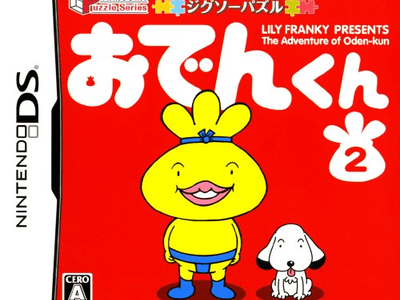 Puzzle Series
ジグソーパズル
LILY FRANKY PRESENTS
The Adventure of Oden-kun
おでんくん
2
NINTENDO DS
CERO
A